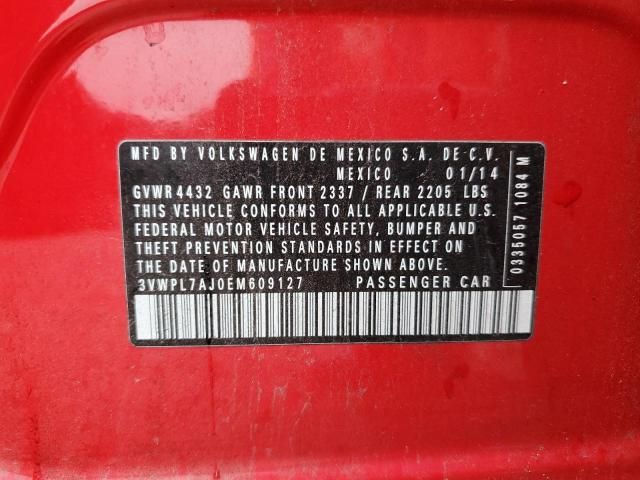 MFD BY VOLKSWAGEN DE MEXICO S.A. DE C.V.
MEXICO 01/14
GVWR 4432 GAWR FRONT 2337 / REAR 2205 LBS
THIS VEHICLE CONFORMS TO ALL APPLICABLE U.S.
FEDERAL MOTOR VEHICLE SAFETY, BUMPER AND
THEFT PREVENTION STANDARDS IN EFFECT ON
THE DATE OF MANUFACTURE SHOWN ABOVE.
3VWPL7AJ0EM609127 PASSENGER CAR
0335057 1084 M